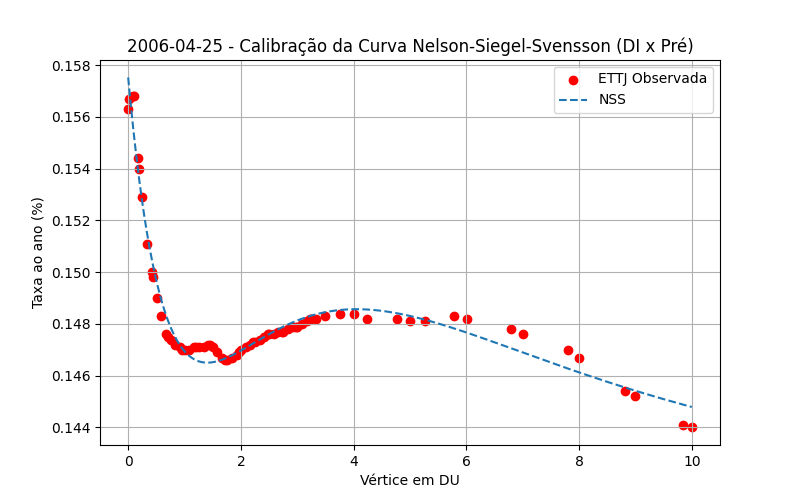 2006-04-25 - Calibração da Curva Nelson-Siegel-Svensson (DI x Pré)
ETTJ Observada
NSS
Taxa ao ano (%)
0.158
0.156
0.154
0.152
0.150
0.148
0.146
0.144
0 2 4 6 8 10
Vértice em DU